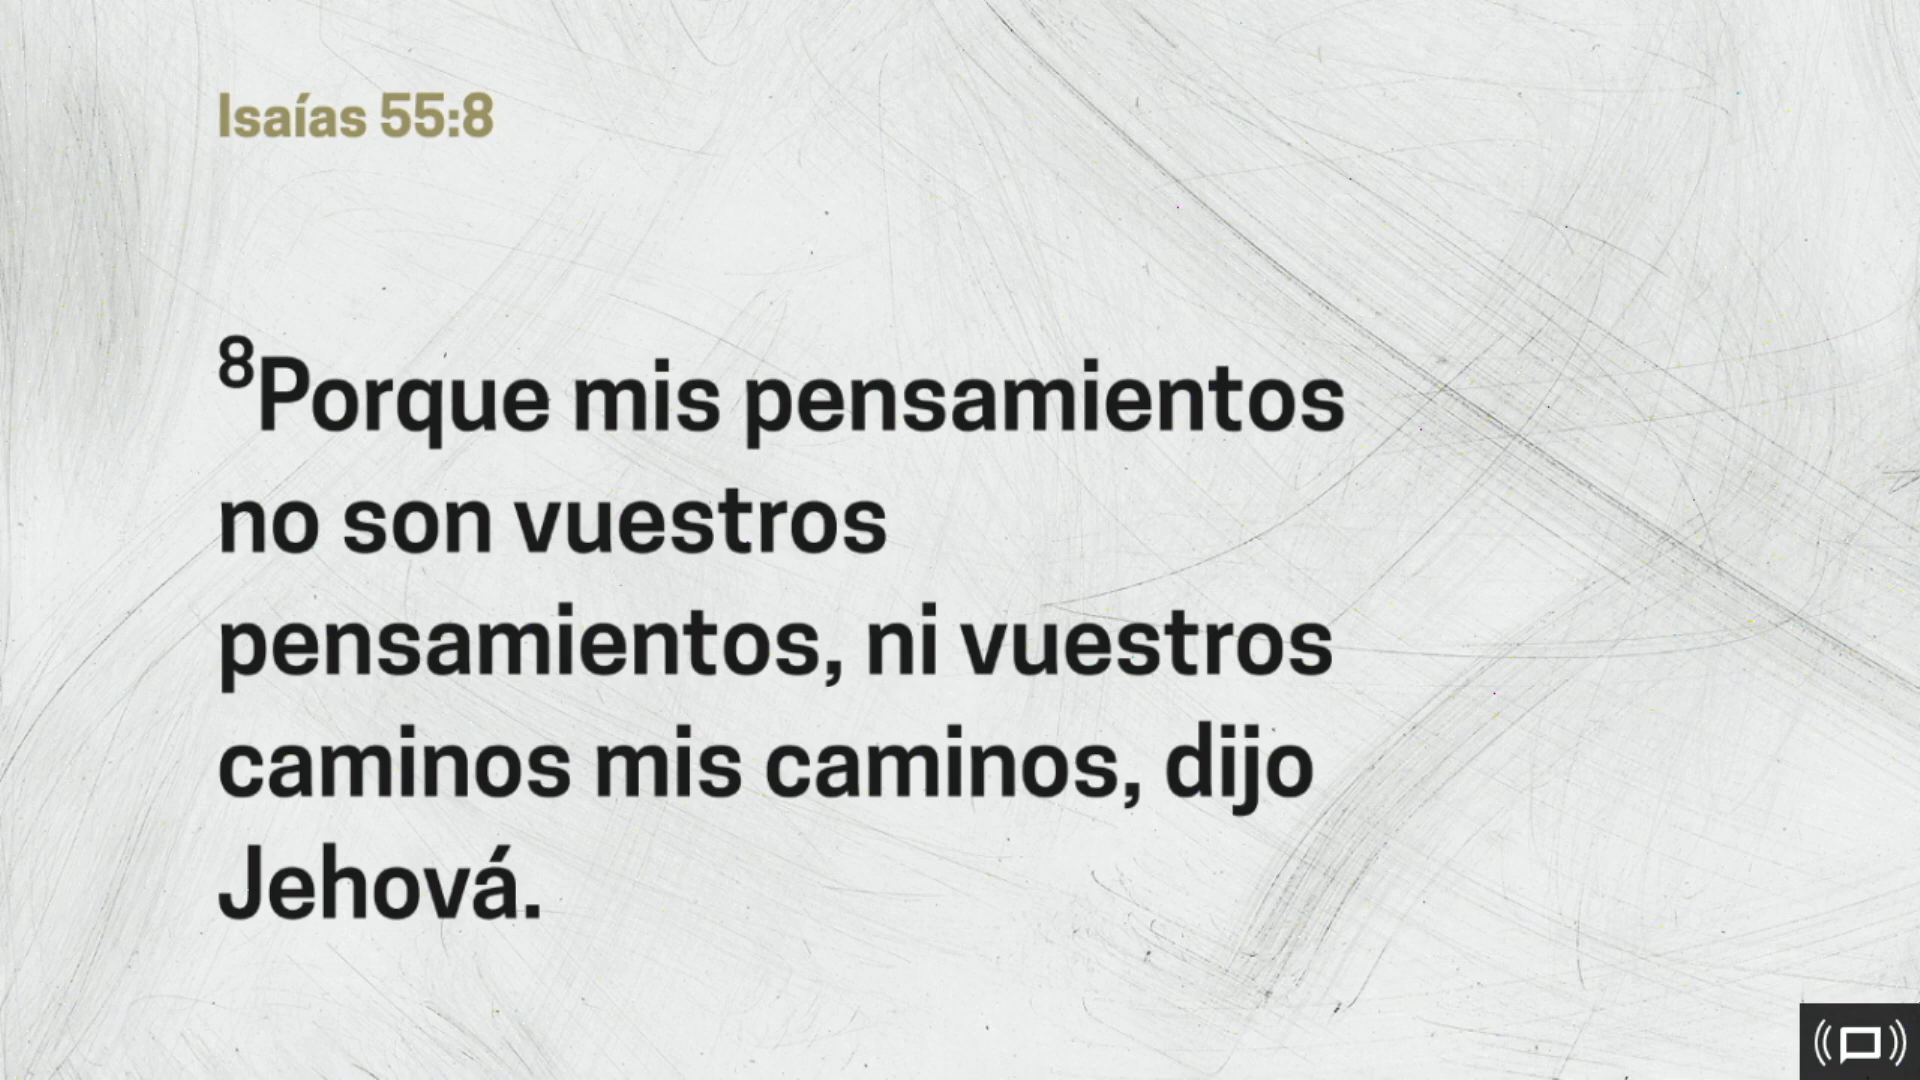 Isaías 55:8
8Porque mis pensamientos
no son vuestros
pensamientos, ni vuestros
caminos mis caminos, dijo
Jehová.